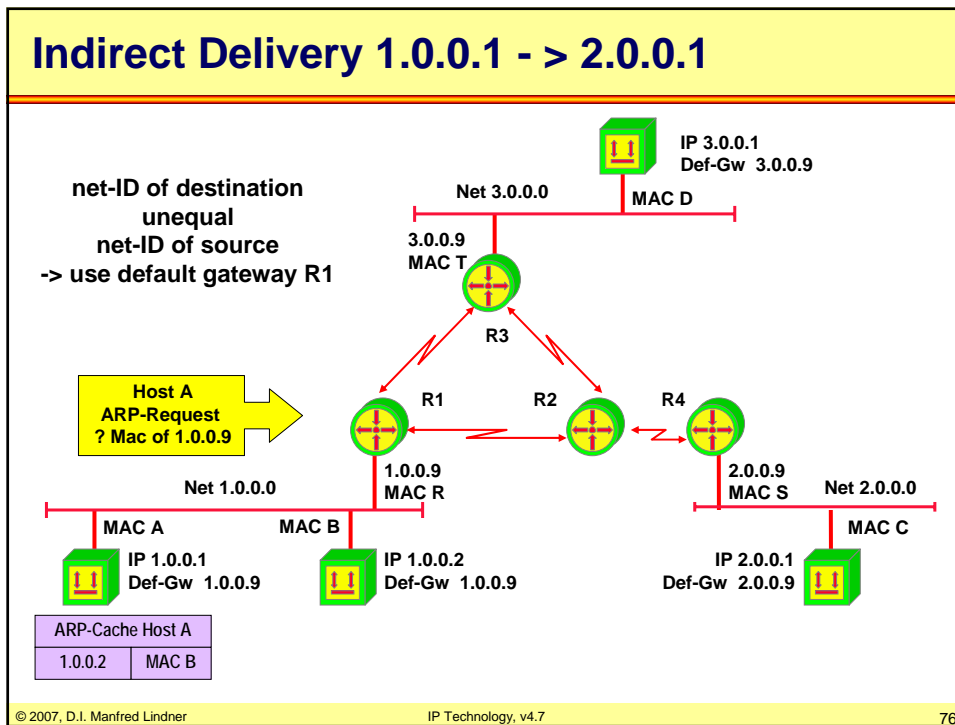 Indirect Delivery 1.0.0.1 - > 2.0.0.1
IP 3.0.0.1
Def-Gw 3.0.0.9
net-ID of destination
unequal
net-ID of source
-> use default gateway R1
Net 3.0.0.0
MAC D
3.0.0.9
MAC T
R3
Host A
ARP-Request
? Mac of 1.0.0.9
R1
R2
R4
1.0.0.9
MAC R
2.0.0.9
MAC S
Net 1.0.0.0
Net 2.0.0.0
MAC A
MAC B
MAC C
IP 1.0.0.1
Def-Gw 1.0.0.9
IP 1.0.0.2
Def-Gw 1.0.0.9
IP 2.0.0.1
Def-Gw 2.0.0.9
ARP-Cache Host A
1.0.0.2 MAC B
© 2007, D.I. Manfred Lindner
IP Technology, v4.7
76